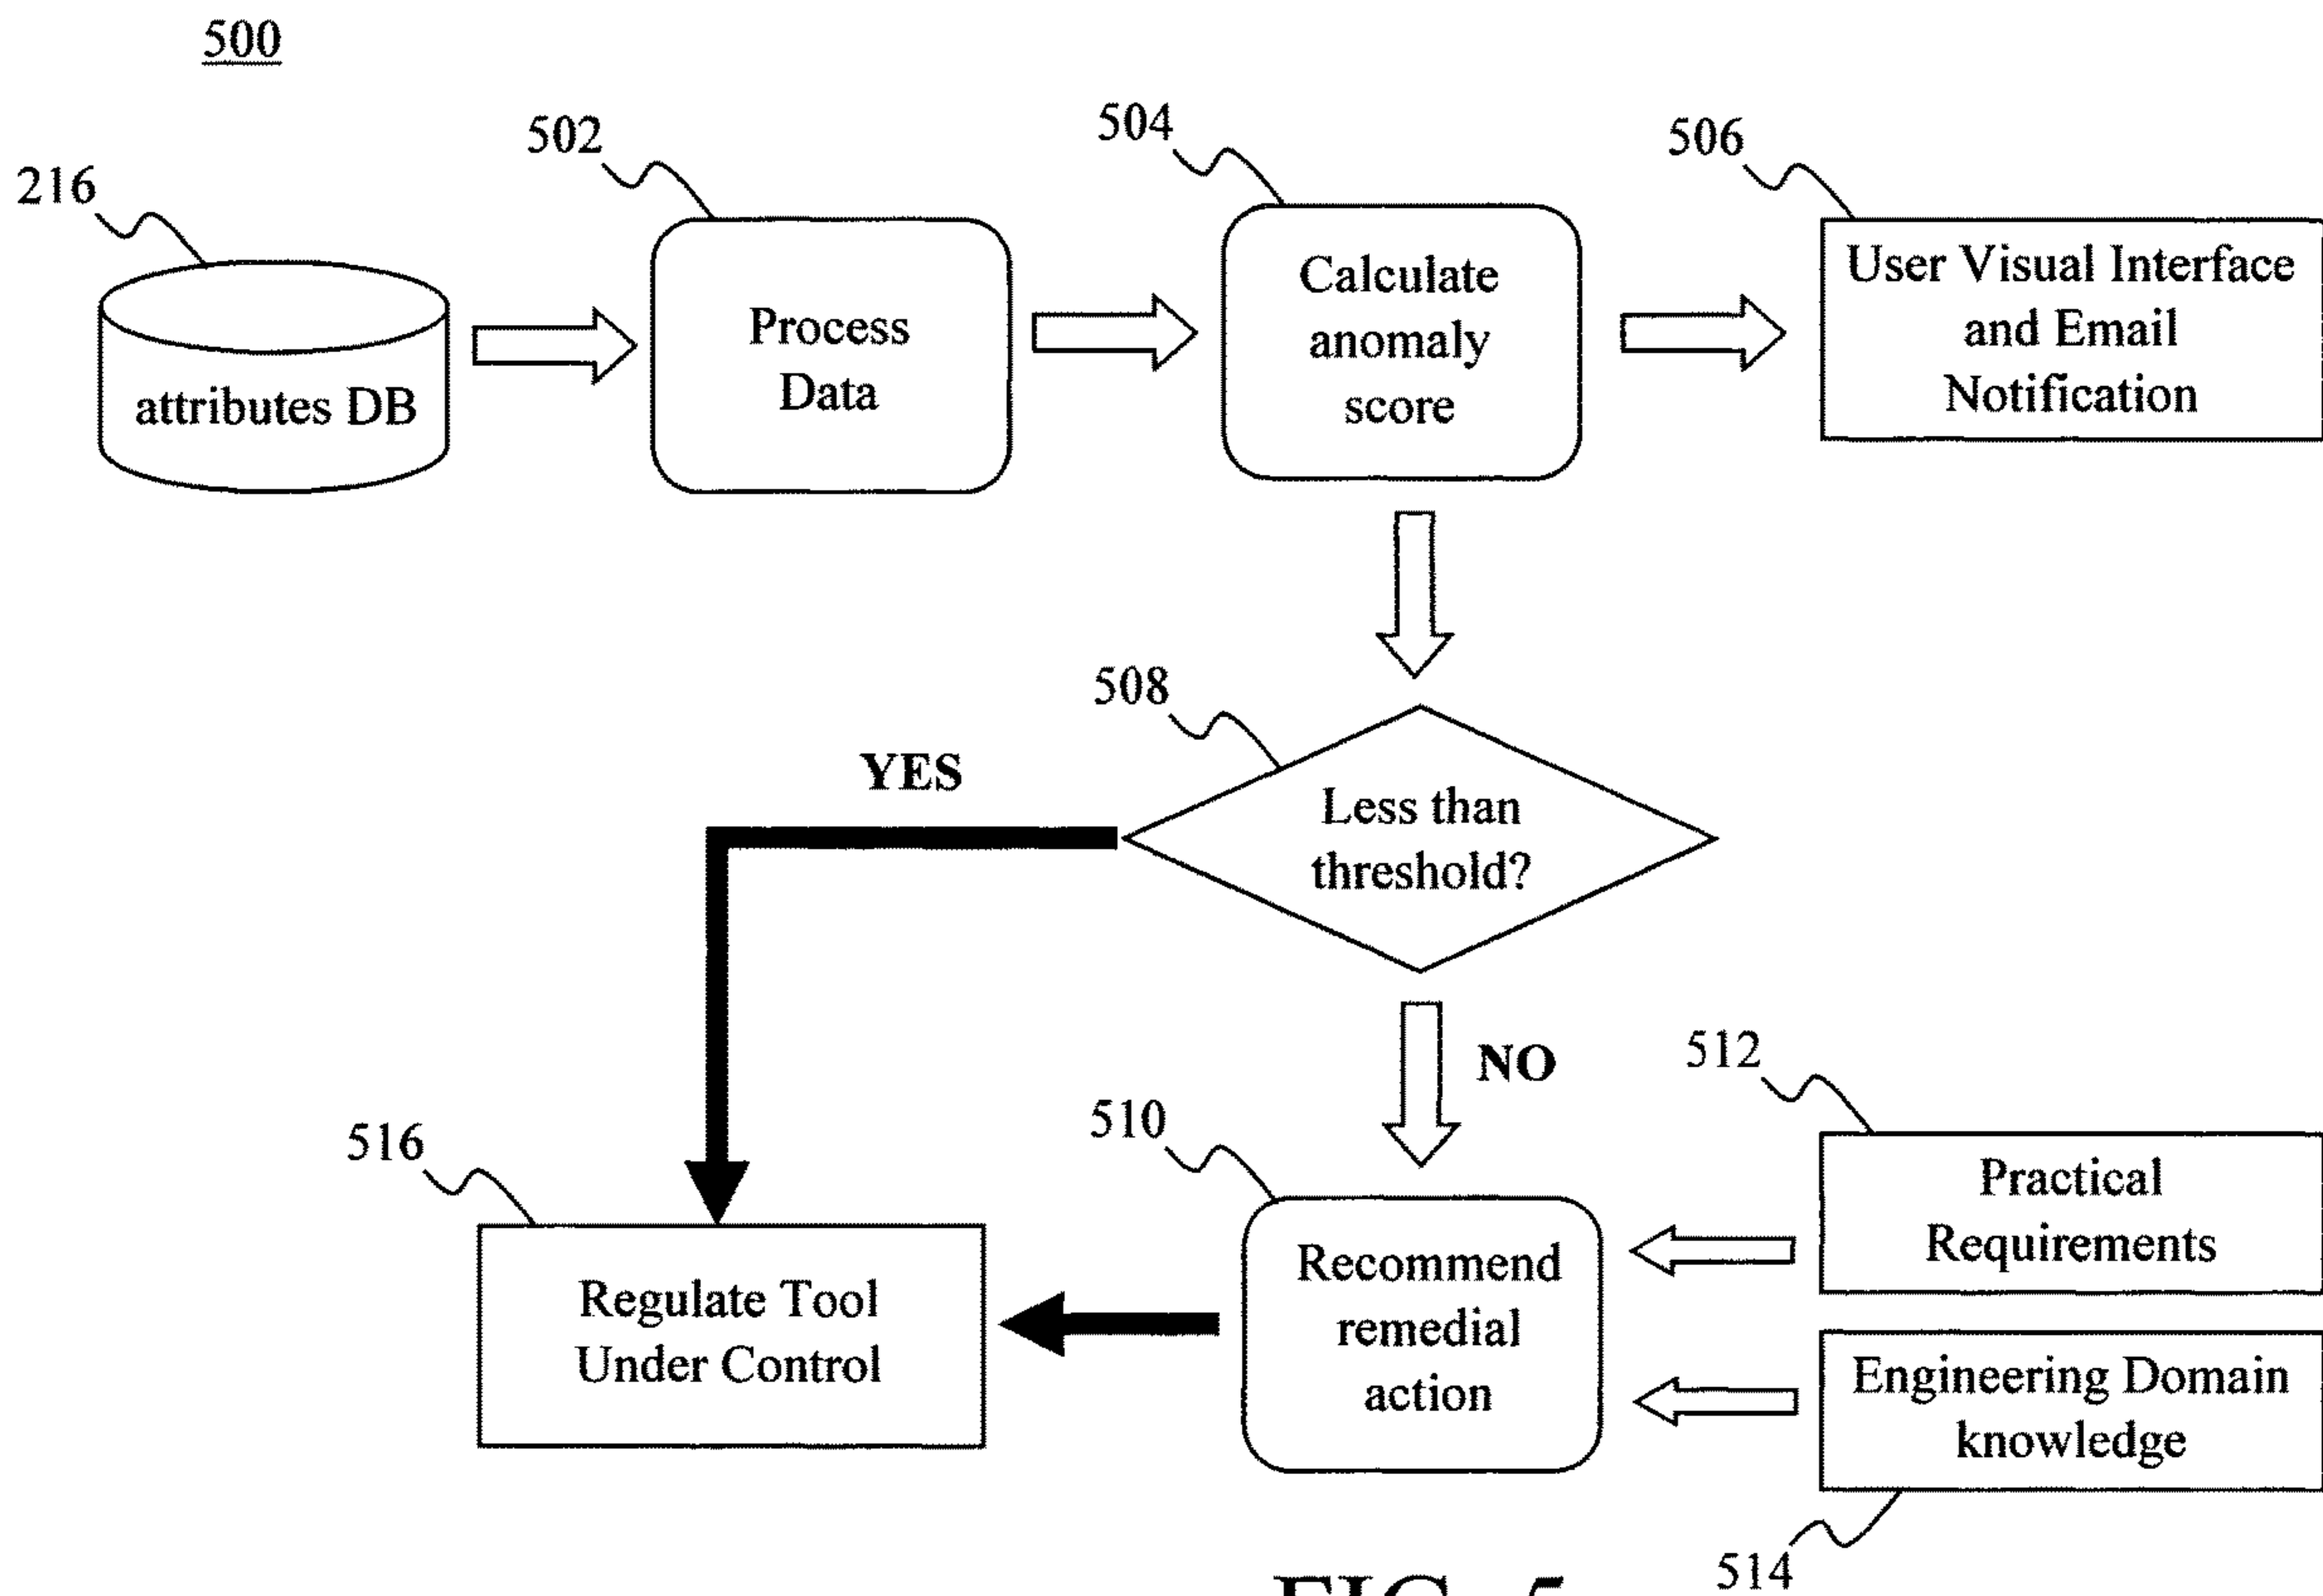 500
216
502
504
506
attributes DB
Process
Data
Calculate
anomaly
score
User Visual Interface
and Email
Notification
508
YES
Less than
threshold?
NO
516
510
512
Regulate Tool
Under Control
Recommend
remedial
action
Practical
Requirements
Engineering Domain
knowledge
514
FIG. 5